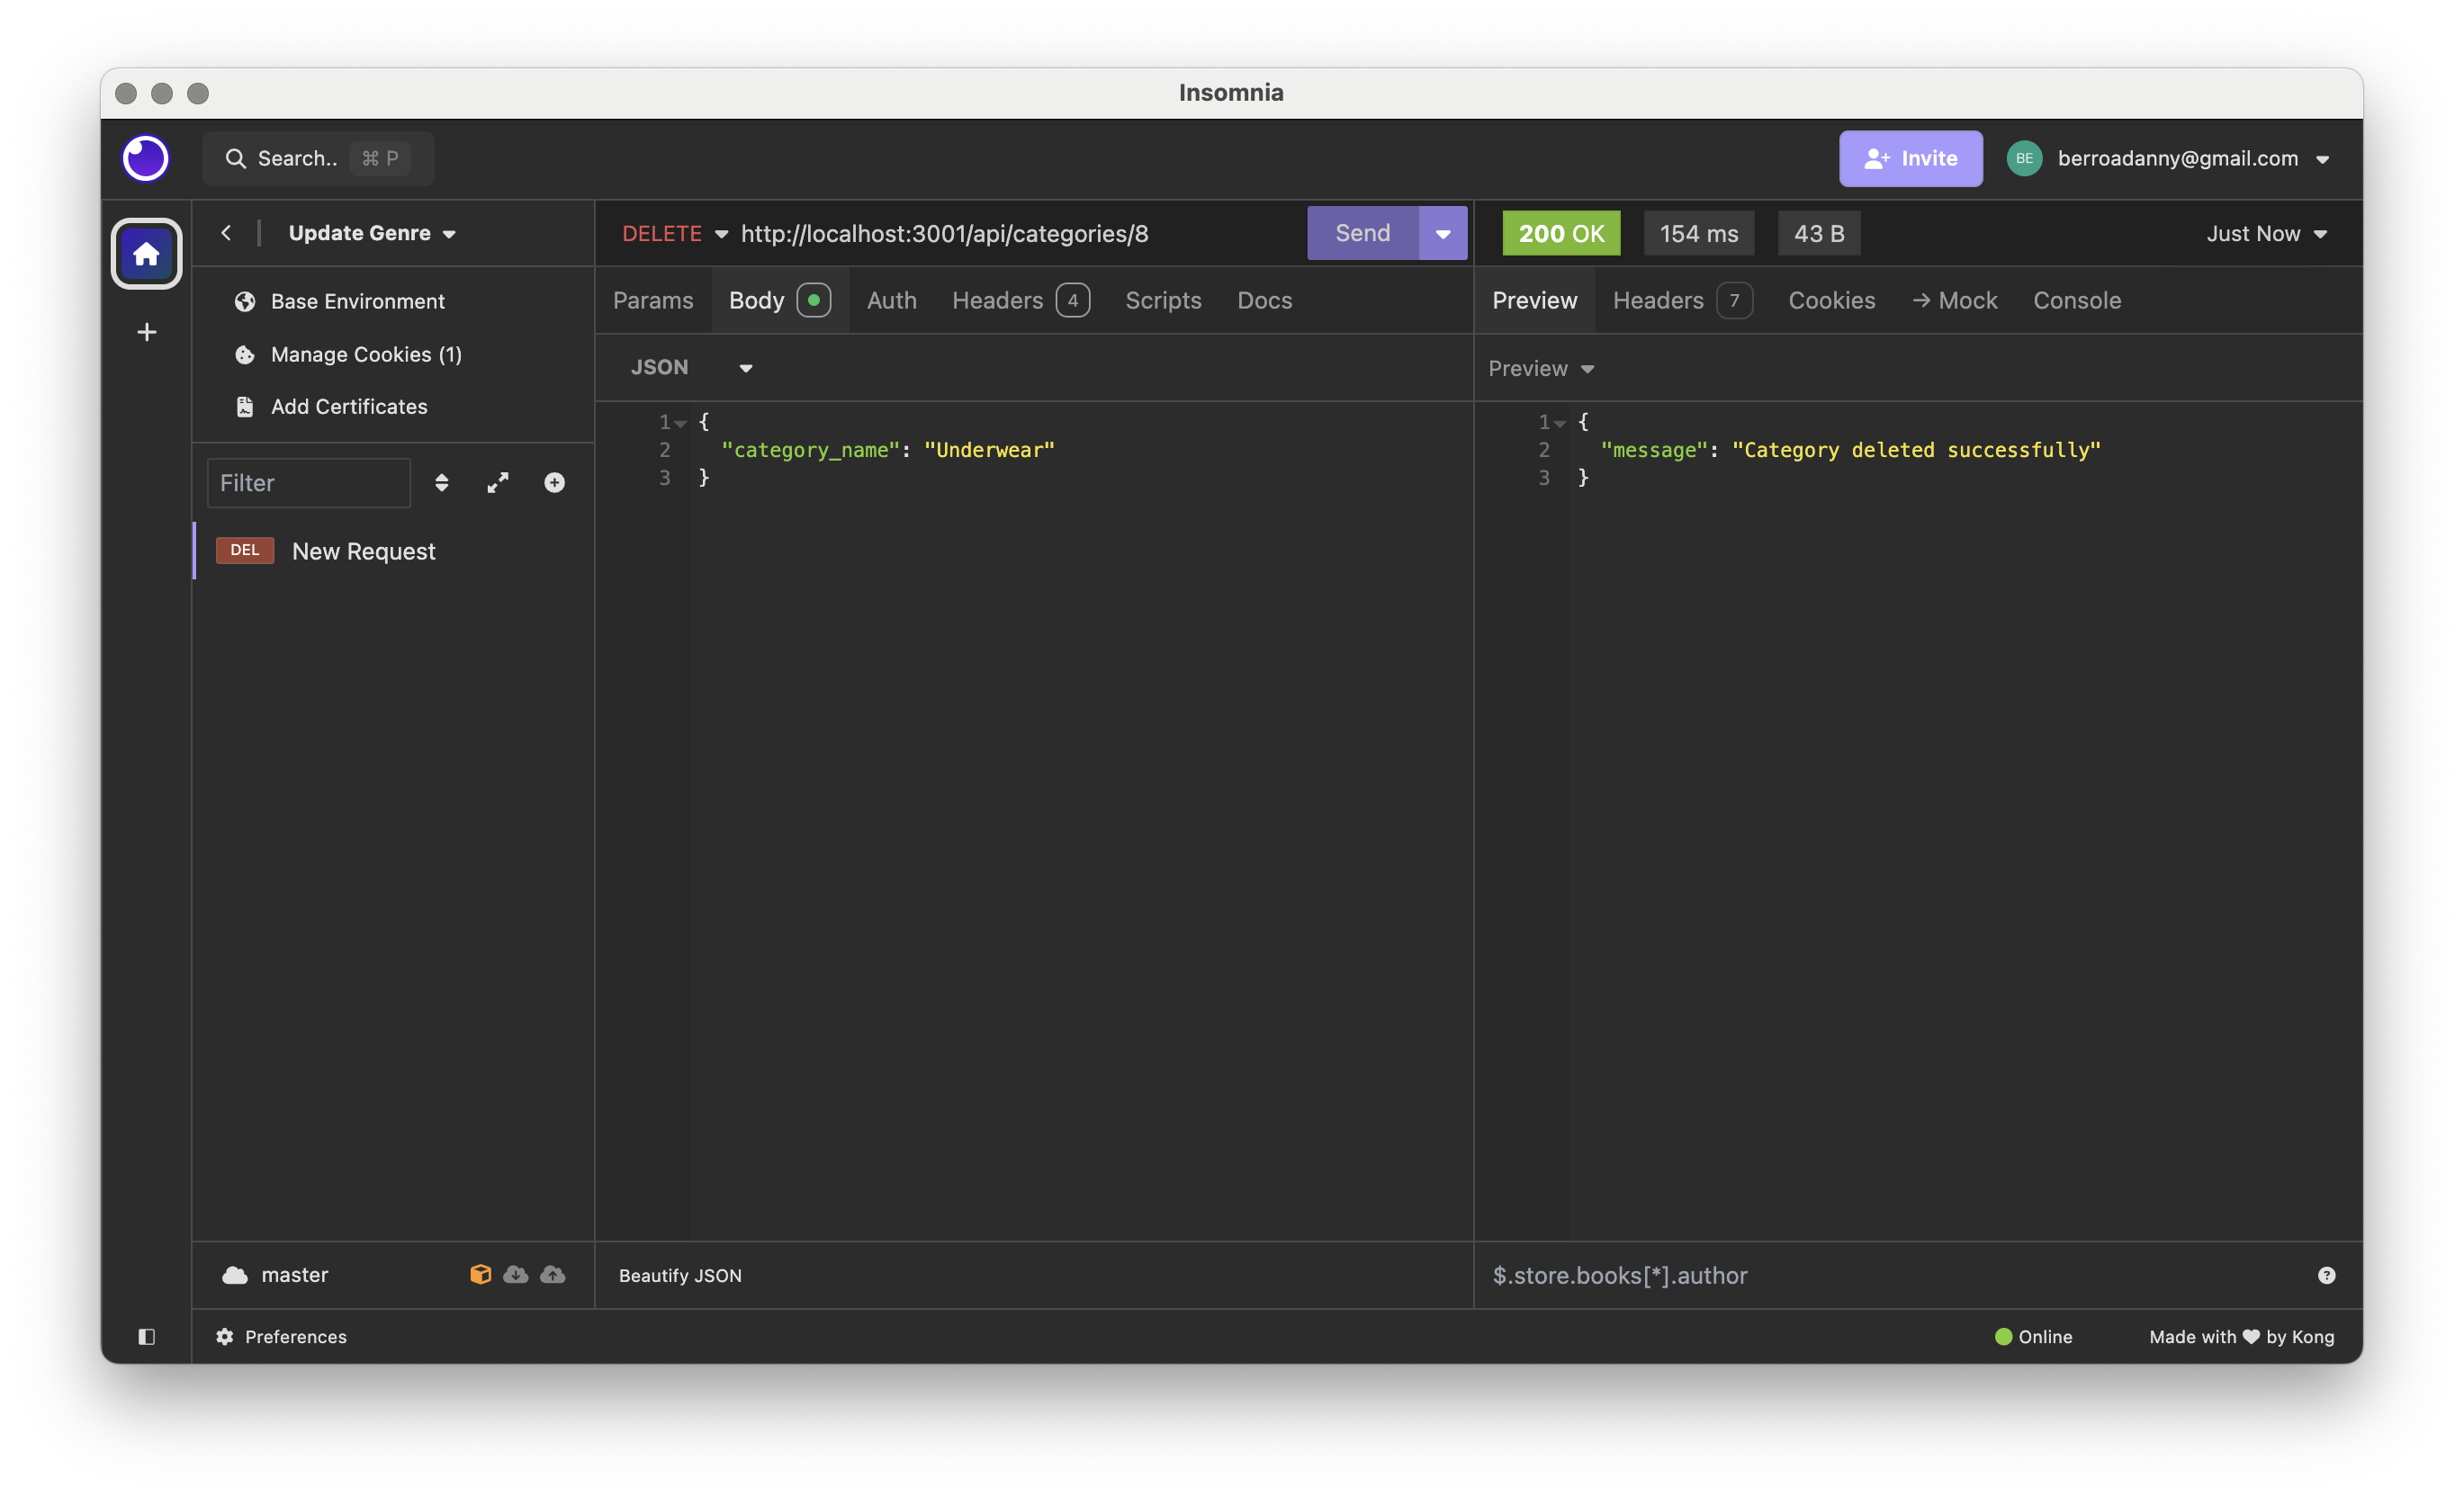 Insomnia
Search.. ⌘ P
Invite
BE berroadanny@gmail.com
Update Genre
DELETE http://localhost:3001/api/categories/8 Send
200 OK 154 ms 43 B Just Now
Base Environment
Manage Cookies (1)
Add Certificates
Filter
DEL New Request
Params Body Auth Headers 4 Scripts Docs
JSON
1 {
2 "category_name": "Underwear"
3 }
Preview Headers 7 Cookies → Mock Console
Preview
1 {
2 "message": "Category deleted successfully"
3 }
master
Beautify JSON
$.store.books[*].author
Preferences
Online
Made with ♥ by Kong